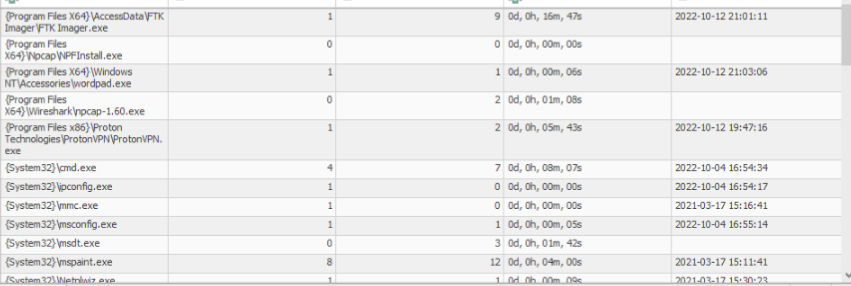 {Program Files X64}\AccessData\FTK 1 9 0d, 0h, 16m, 47s 2022-10-12 21:01:11
Imager\FTK Imager.exe
{Program Files 0 0 0d, 0h, 00m, 00s
X64}\Npcap\NPFInstall.exe
{Program Files X64}\Windows 1 1 0d, 0h, 00m, 06s 2022-10-12 21:03:06
NT\Accessories\wordpad.exe
{Program Files 0 2 0d, 0h, 01m, 08s
X64}\Wireshark\npcap-1.60.exe
{Program Files x86}\Proton 1 2 0d, 0h, 05m, 43s 2022-10-12 19:47:16
Technologies\ProtonVPN\ProtonVPN.
exe
{System32}\cmd.exe 4 7 0d, 0h, 08m, 07s 2022-10-04 16:54:34
{System32}\ipconfig.exe 1 0 0d, 0h, 00m, 00s 2022-10-04 16:54:17
{System32}\mmc.exe 1 0 0d, 0h, 00m, 00s 2021-03-17 15:16:41
{System32}\msconfig.exe 1 1 0d, 0h, 00m, 05s 2022-10-04 16:55:14
{System32}\msdt.exe 0 3 0d, 0h, 01m, 42s
{System32}\mspaint.exe 8 12 0d, 0h, 04m, 00s 2021-03-17 15:11:41
{System32}\Netplwiz.exe 1 1 0d, 0h, 00m, 09s 2021-03-17 15:30:23